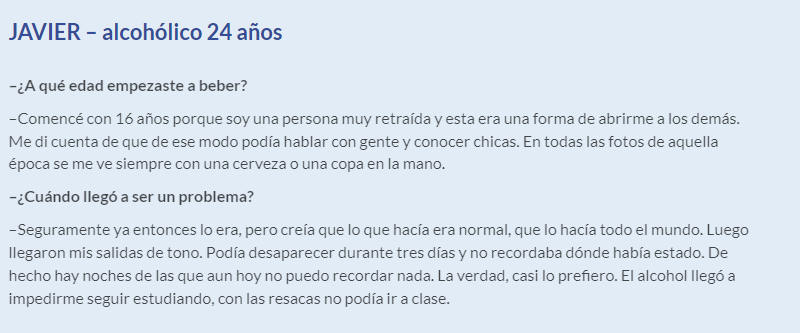 JAVIER – alcohólico 24 años
–¿A qué edad empezaste a beber?
–Comencé con 16 años porque soy una persona muy retraída y esta era una forma de abrirme a los demás.
Me di cuenta de que de ese modo podía hablar con gente y conocer chicas. En todas las fotos de aquella
época se me ve siempre con una cerveza o una copa en la mano.
–¿Cuándo llegó a ser un problema?
–Seguramente ya entonces lo era, pero creía que lo que hacía era normal, que lo hacía todo el mundo. Luego
llegaron mis salidas de tono. Podía desaparecer durante tres días y no recordaba dónde había estado. De
hecho hay noches de las que aun hoy no puedo recordar nada. La verdad, casi lo prefiero. El alcohol llegó a
impedirme seguir estudiando, con las resacas no podía ir a clase.